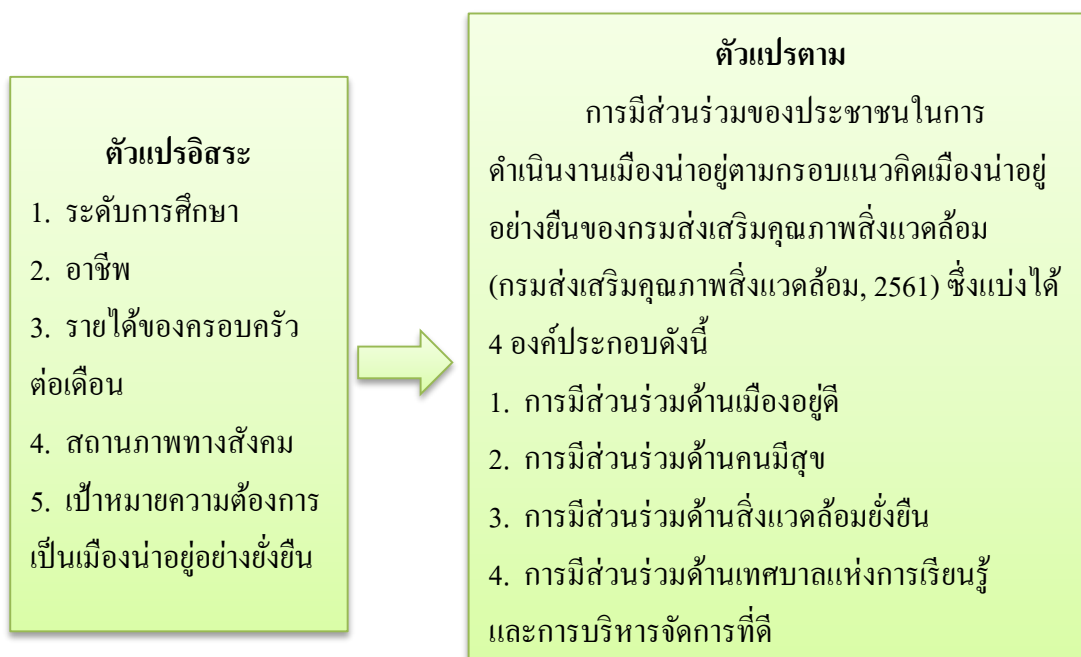 ตัวแปรอิสระ
1. ระดับการศึกษา
2. อาชีพ
3. รายได้ของครอบครัว
ต่อเดือน
4. สถานภาพทางสังคม
5. เป้าหมายความต้องการ
เป็นเมืองน่าอยู่อย่างยั่งยืน
ตัวแปรตาม
การมีส่วนร่วมของประชาชนในการ
ดำเนินงานเมืองน่าอยู่ตามกรอบแนวคิดเมืองน่าอยู่
อย่างยืนของกรมส่งเสริมคุณภาพสิ่งแวดล้อม
(กรมส่งเสริมคุณภาพสิ่งแวดล้อม, 2561) ซึ่งแบ่งได้
4 องค์ประกอบดังนี้
1. การมีส่วนร่วมด้านเมืองอยู่ดี
2. การมีส่วนร่วมด้านคนมีสุข
3. การมีส่วนร่วมด้านสิ่งแวดล้อมยั่งยืน
4. การมีส่วนร่วมด้านเทศบาลแห่งการเรียนรู้
และการบริหารจัดการที่ดี